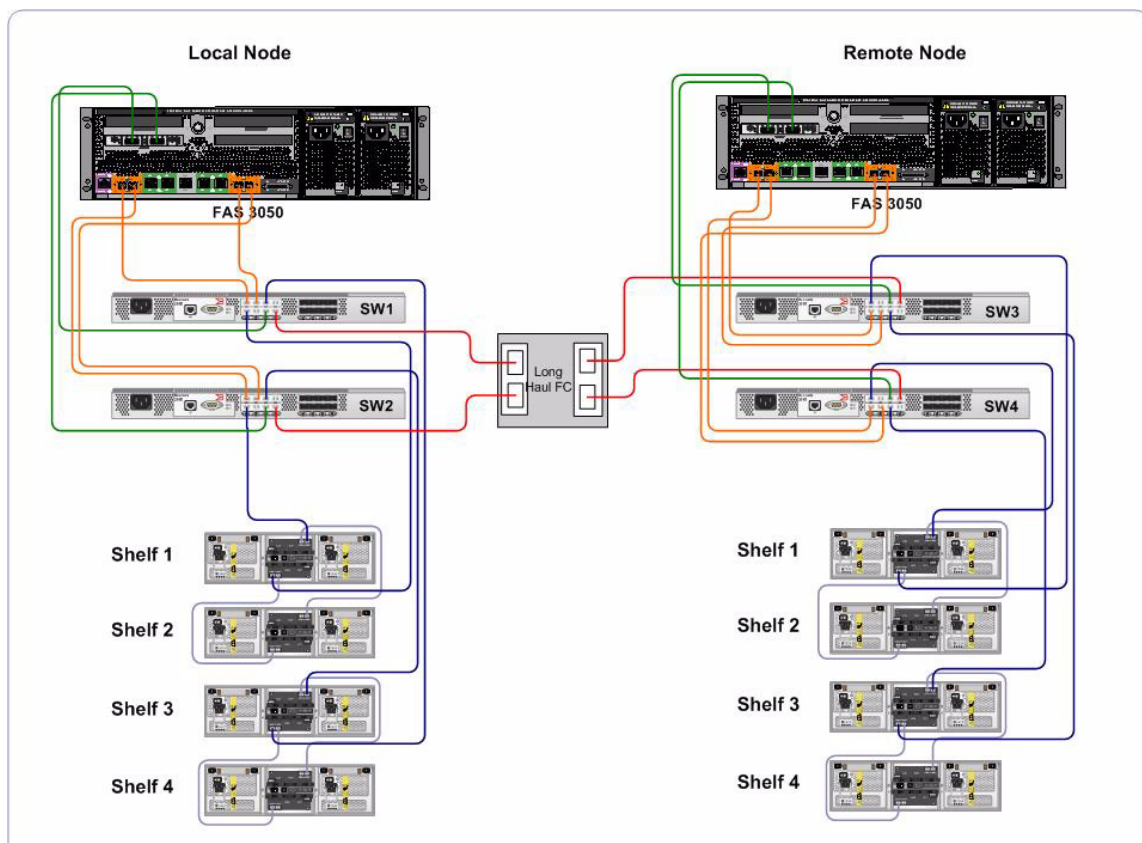 Local Node
Remote Node
FAS 3050
FAS 3050
SW1
SW3
Long
Haul FC
SW2
SW4
Shelf 1
Shelf 1
Shelf 2
Shelf 2
Shelf 3
Shelf 3
Shelf 4
Shelf 4